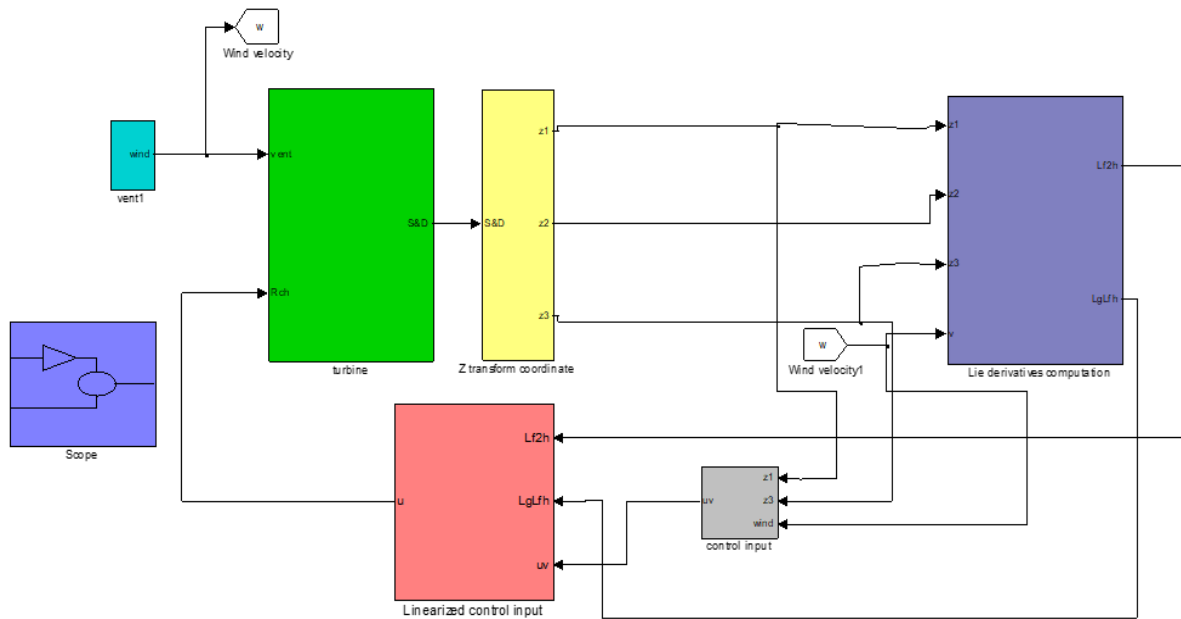 w
Wind velocity
wind
vent1
vent
S&D
Rch
turbine
S&D
z1
z2
z3
Z transform coordinate
z1
z2
z3
v
Lf2h
LgLfh
Lie derivatives computation
w
Wind velocity1
Scope
Lf2h
LgLfh
uv
u
Linearized control input
z1
z3
wind
uv
control input